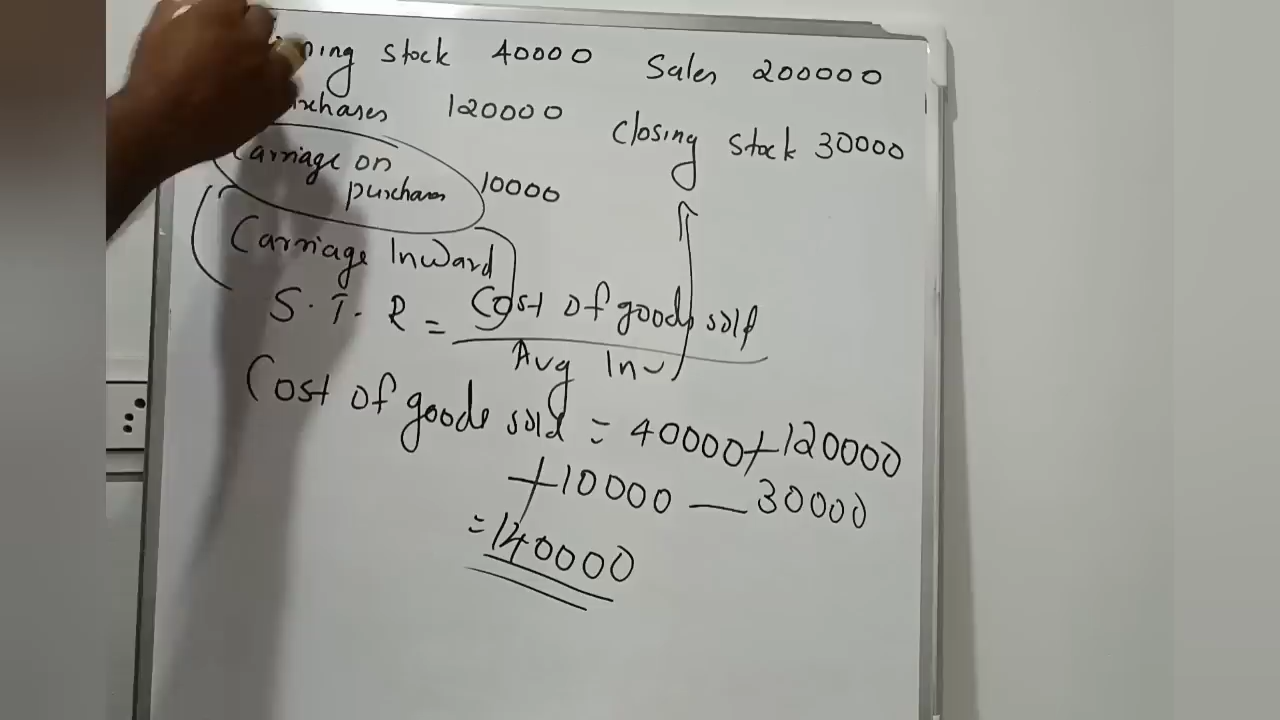 stock 40000 Sales 200000
120000 Closing stock 30000
Carriage on
purchases 10000
Carriage Inward
S.T.R = Cost of goods sold
Avg Inv
Cost of goods sold = 40000+120000
+10000 — 30000
=140000